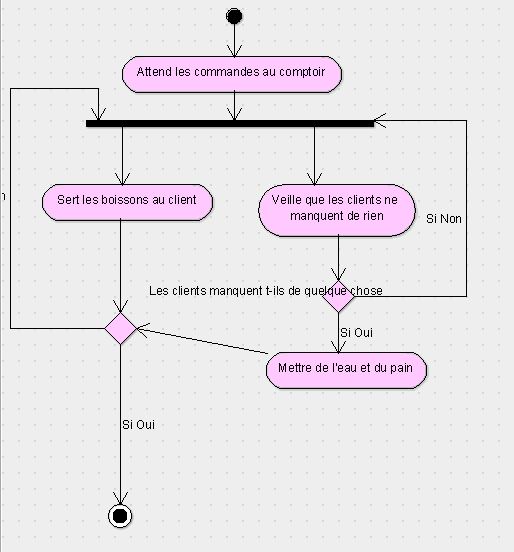 Attend les commandes au comptoir
Sert les boissons au client
Veille que les clients ne
manquent de rien
Si Non
Les clients manquent t-ils de quelque chose
Si Oui
Mettre de l'eau et du pain
Si Oui